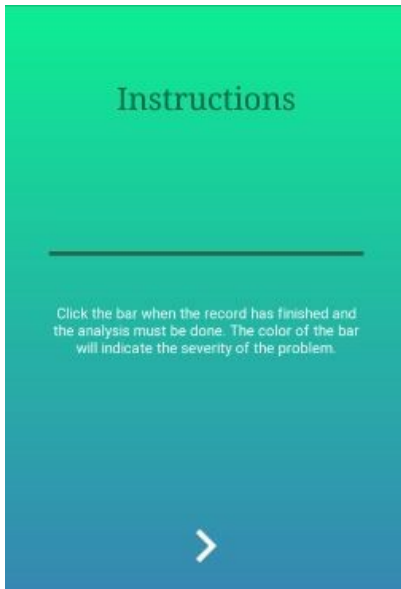 Instructions
Click the bar when the record has finished and
the analysis must be done. The color of the bar
will indicate the severity of the problem.